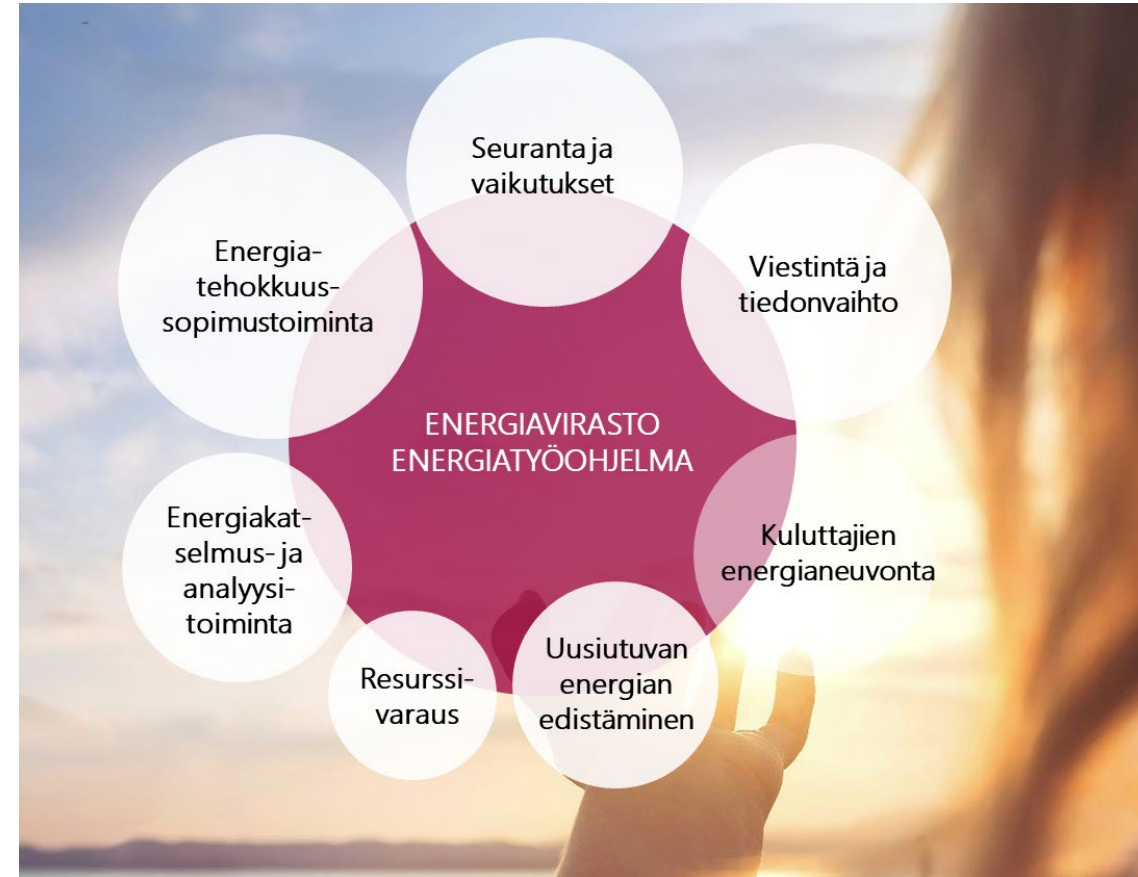 Seuranta ja
vaikutukset
Energia-
tehokkuus-
sopimustoiminta
Viestintä ja
tiedonvaihto
ENERGIAVIRASTO
ENERGIATYÖOHJELMA
Energiakat-
selmus- ja
analyysi-
toiminta
Kuluttajien
energianeuvonta
Resurssi-
varaus
Uusiutuvan
energian
edistäminen